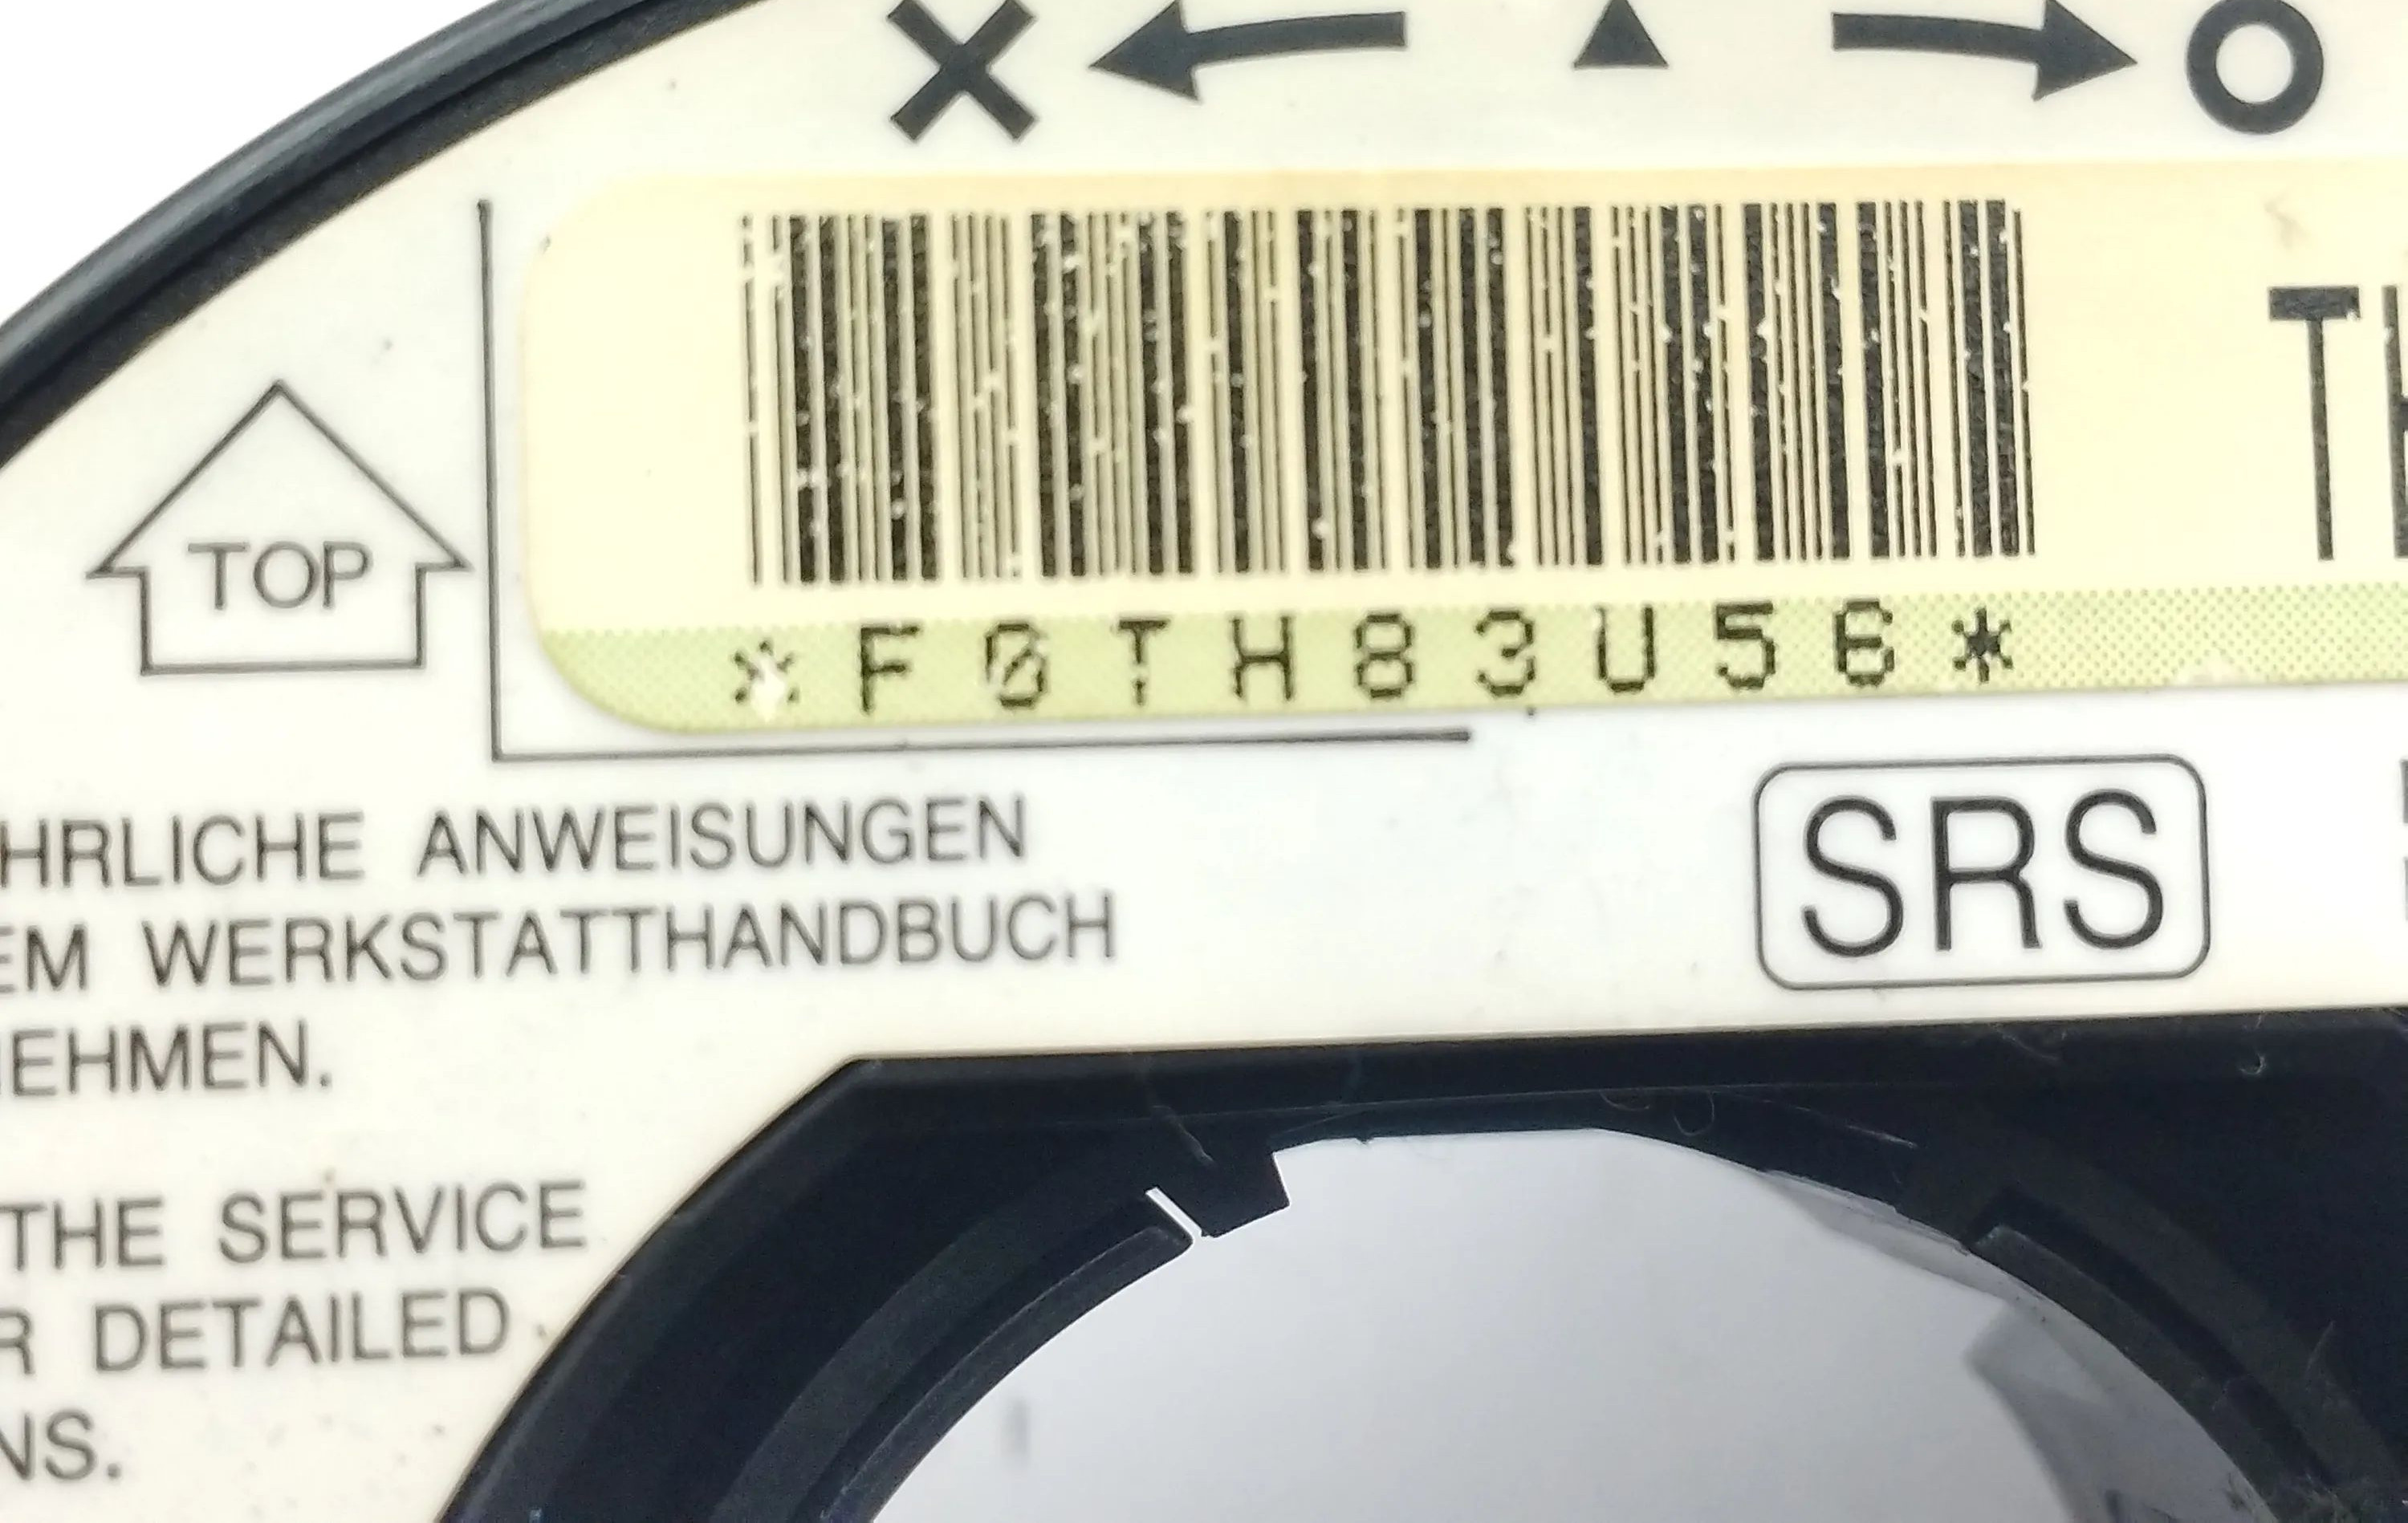 TOP
*F0TH83U56*
SRS
HRLICHE ANWEISUNGEN
EM WERKSTATTHANDBUCH
EHMEN.
THE SERVICE
R DETAILED
NS.